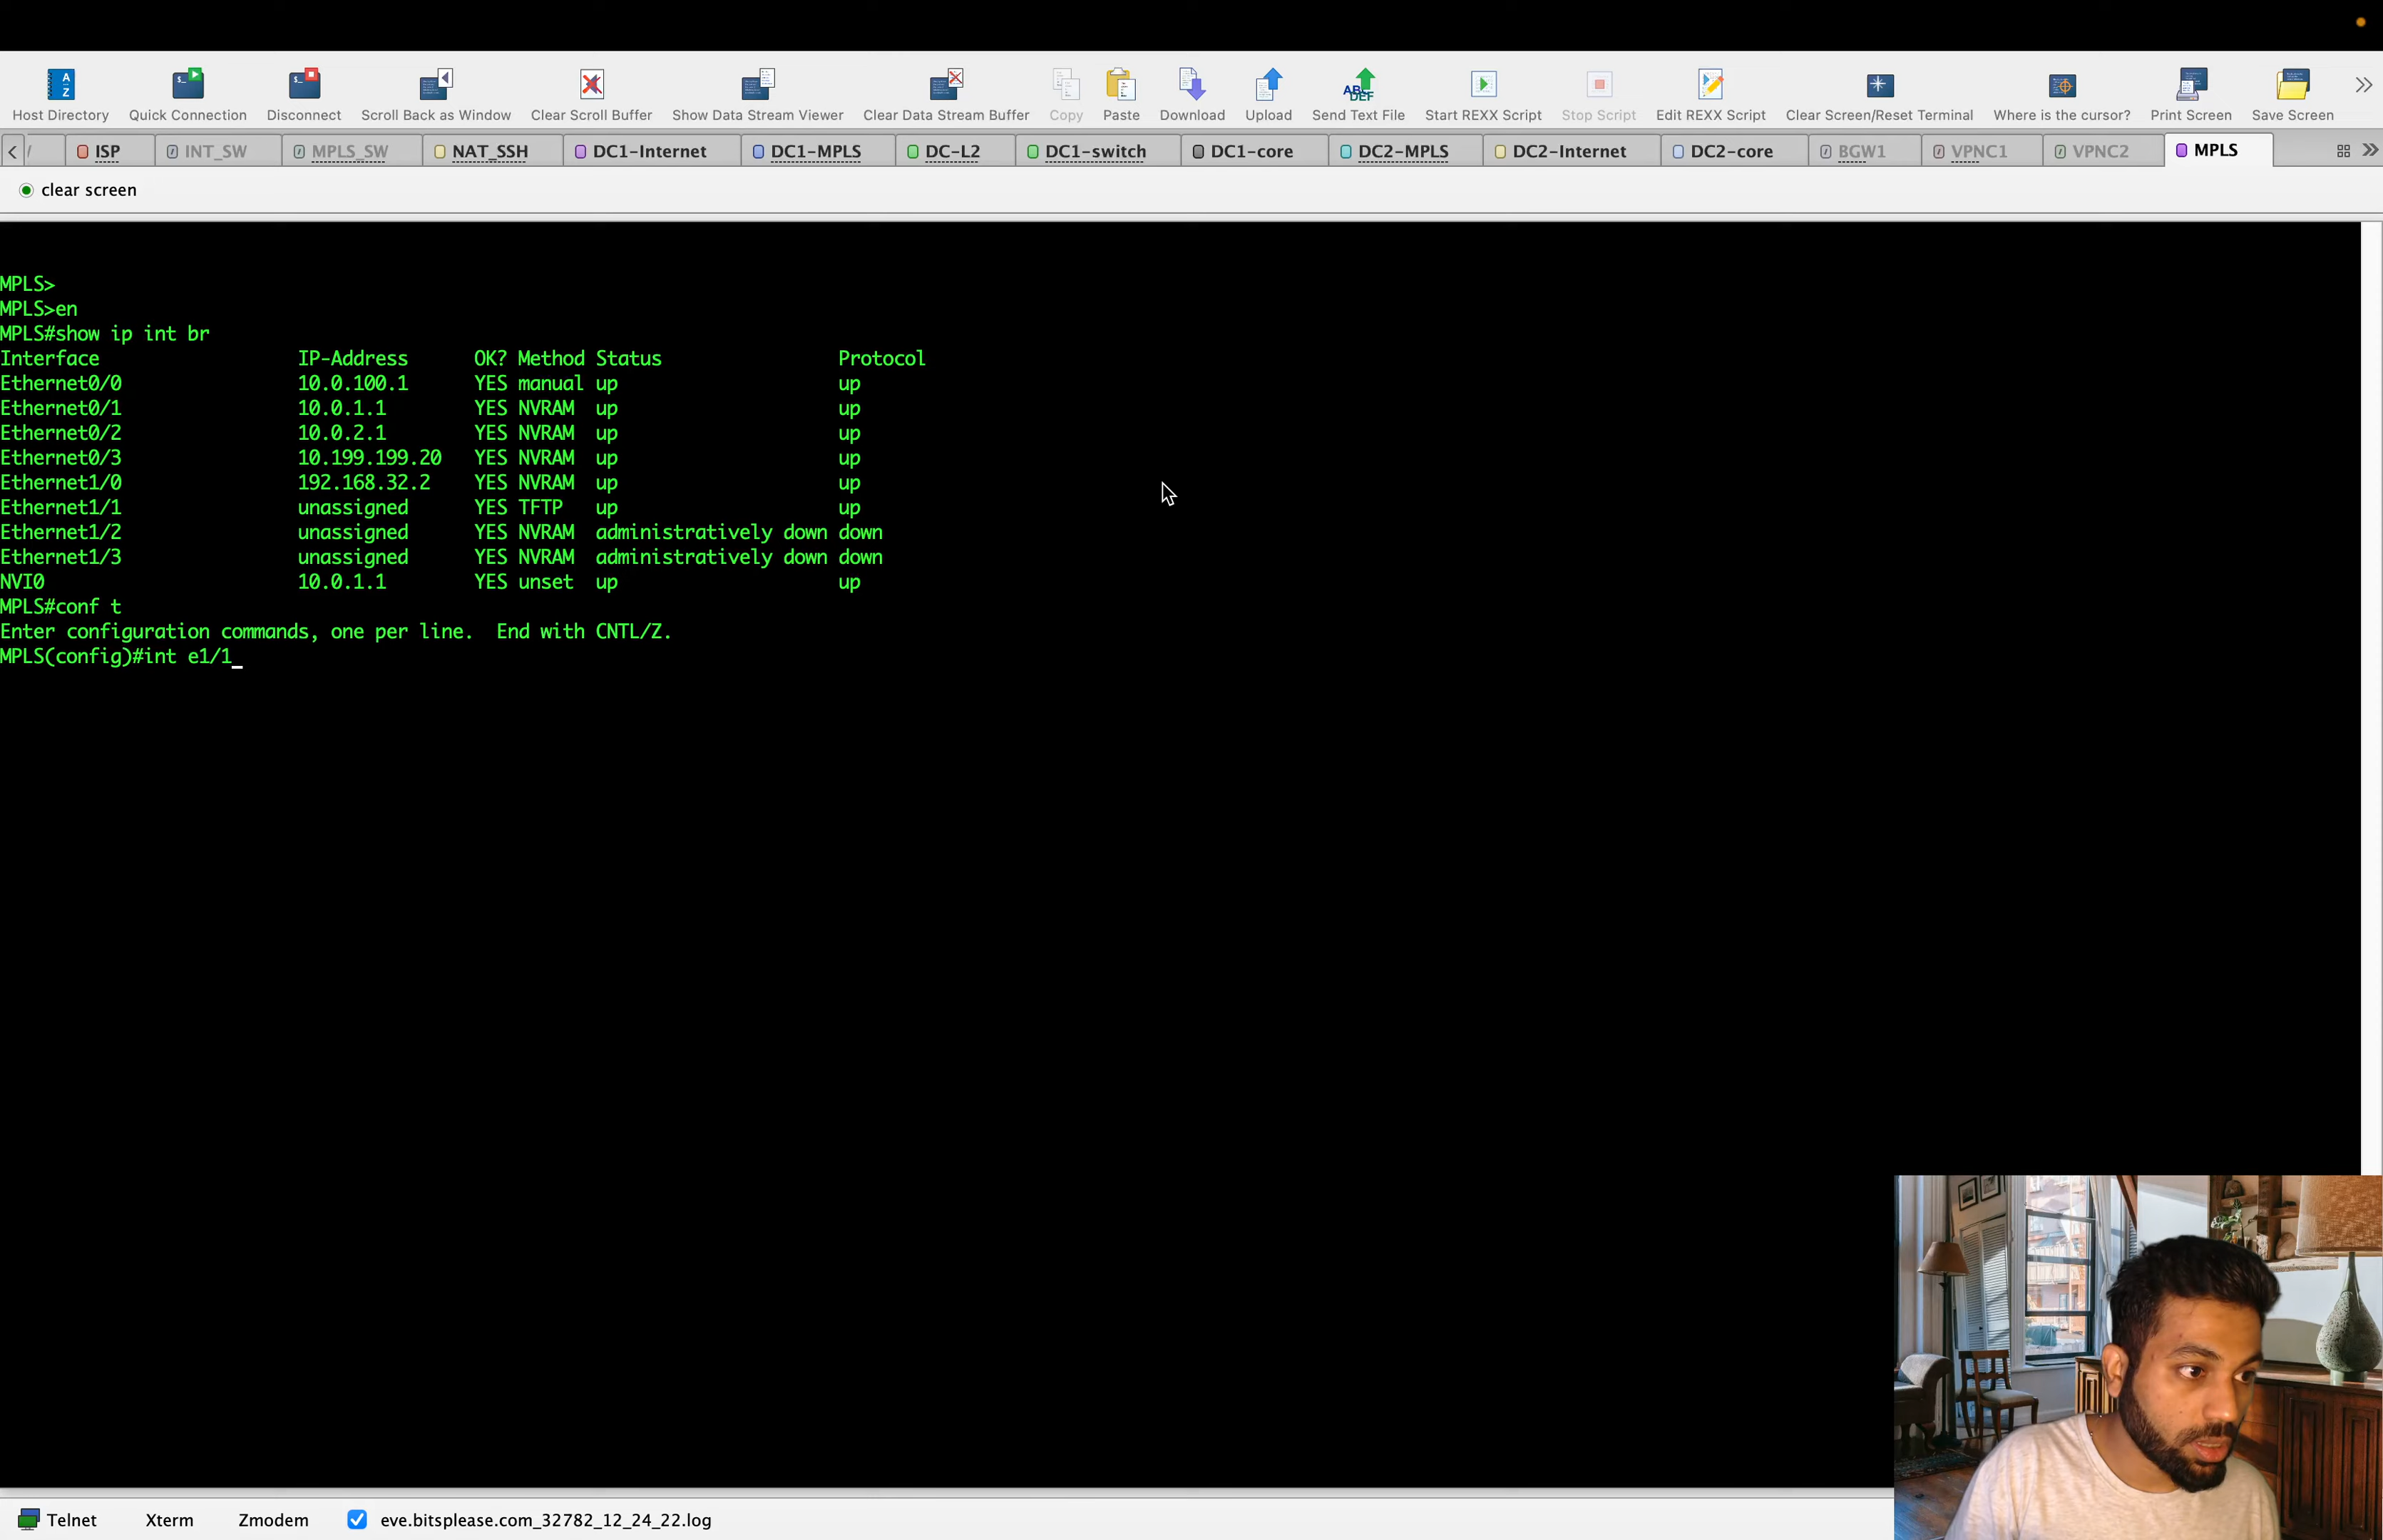 Host Directory Quick Connection Disconnect Scroll Back as Window Clear Scroll Buffer Show Data Stream Viewer Clear Data Stream Buffer Copy Paste Download Upload Send Text File Start REXX Script Stop Script Edit REXX Script Clear Screen/Reset Terminal Where is the cursor? Print Screen Save Screen
ISP INT_SW MPLS_SW NAT_SSH DC1-Internet DC1-MPLS DC-L2 DC1-switch DC1-core DC2-MPLS DC2-Internet DC2-core BGW1 VPNC1 VPNC2 MPLS
clear screen
MPLS>
MPLS>en
MPLS#show ip int br
Interface IP-Address OK? Method Status Protocol
Ethernet0/0 10.0.100.1 YES manual up up
Ethernet0/1 10.0.1.1 YES NVRAM up up
Ethernet0/2 10.0.2.1 YES NVRAM up up
Ethernet0/3 10.199.199.20 YES NVRAM up up
Ethernet1/0 192.168.32.2 YES NVRAM up up
Ethernet1/1 unassigned YES TFTP up up
Ethernet1/2 unassigned YES NVRAM administratively down down
Ethernet1/3 unassigned YES NVRAM administratively down down
NVI0 10.0.1.1 YES unset up up
MPLS#conf t
Enter configuration commands, one per line. End with CNTL/Z.
MPLS(config)#int e1/1
Telnet Xterm Zmodem eve.bitsplease.com_32782_12_24_22.log